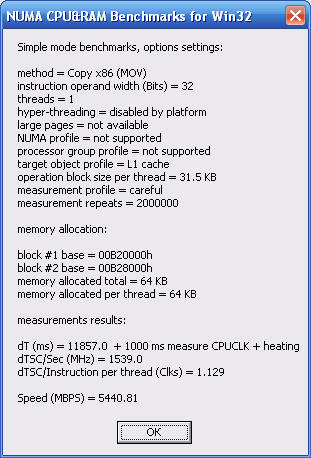 NUMA CPU&RAM Benchmarks for Win32
Simple mode benchmarks, options settings:
method = Copy x86 (MOV)
instruction operand width (Bits) = 32
threads = 1
hyper-threading = disabled by platform
large pages = not available
NUMA profile = not supported
processor group profile = not supported
target object profile = L1 cache
operation block size per thread = 31.5 KB
measurement profile = careful
measurement repeats = 2000000
memory allocation:
block #1 base = 00B20000h
block #2 base = 00B28000h
memory allocated total = 64 KB
memory allocated per thread = 64 KB
measurements results:
dT (ms) = 11857.0  + 1000 ms measure CPUCLK + heating
dTSC/Sec (MHz) = 1539.0
dTSC/Instruction per thread (Clks) = 1.129
Speed (MBPS) = 5440.81
OK